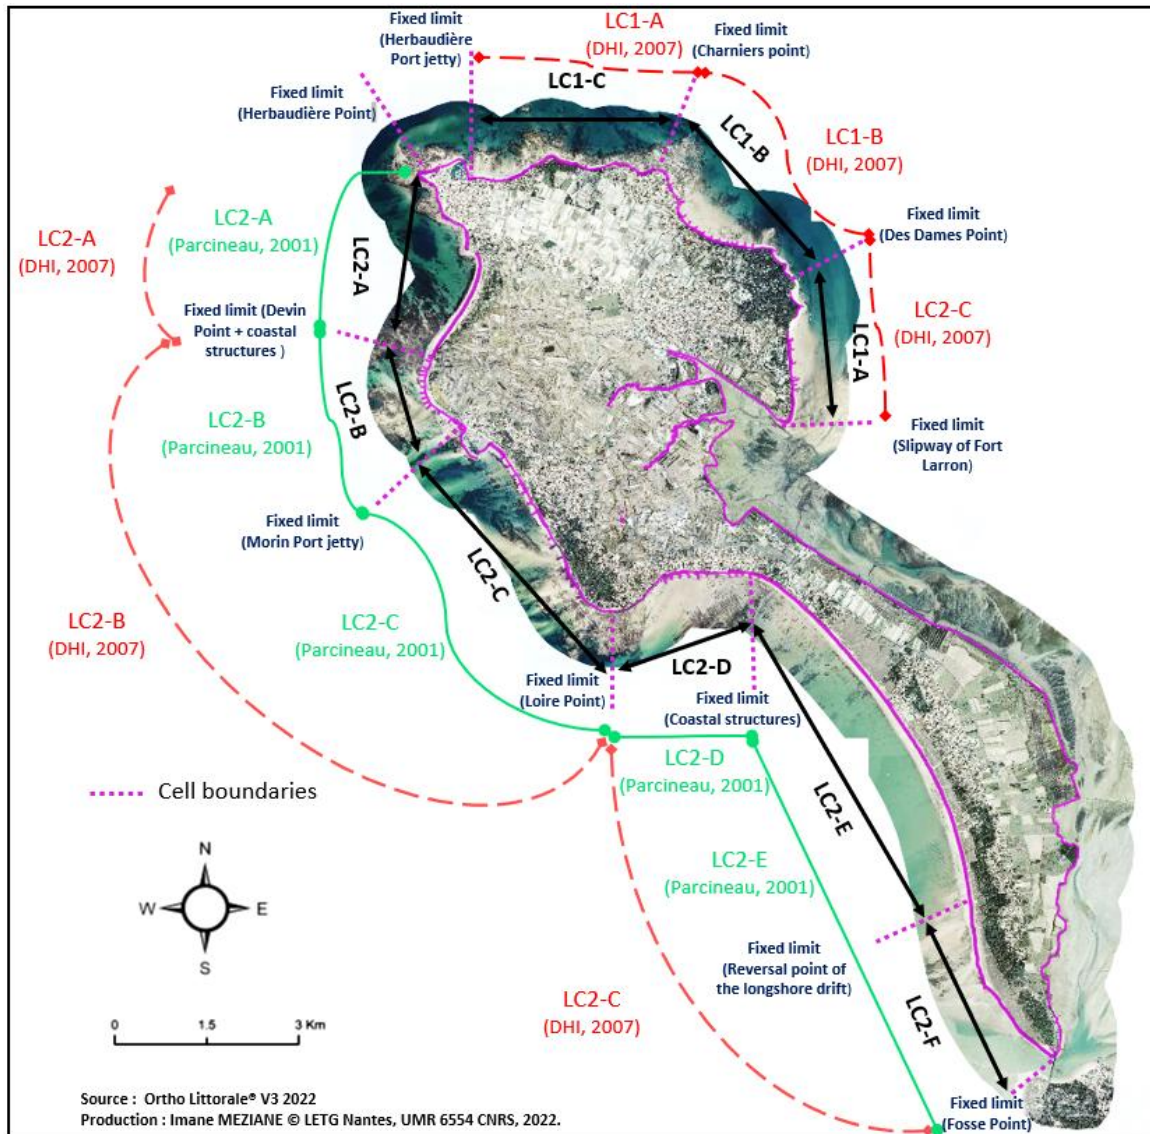 Fixed limit
(Herbaudière
Port jetty)
LC1-A
(DHI, 2007)
Fixed limit
(Charniers point)
Fixed limit
(Herbaudière Point)
LC1-C
LC1-B
LC1-B
(DHI, 2007)
LC2-A
(Parcineau, 2001)
LC2-A
(DHI, 2007)
LC2-A
Fixed limit
(Des Dames Point)
Fixed limit (Devin
Point + coastal
structures )
LC2-C
(DHI, 2007)
LC1-A
LC2-B
LC2-B
(Parcineau, 2001)
Fixed limit
(Slipway of Fort
Larron)
Fixed limit
(Morin Port jetty)
LC2-C
LC2-B
(DHI, 2007)
LC2-C
(Parcineau, 2001)
LC2-D
Fixed limit
(Loire Point)
Fixed limit
(Coastal structures)
LC2-D
(Parcineau, 2001)
Cell boundaries
LC2-E
LC2-E
(Parcineau, 2001)
N
W
E
S
Fixed limit
(Reversal point of
the longshore drift)
LC2-C
(DHI, 2007)
LC2-F
0 1.5 3 Km
Fixed limit
(Fosse Point)
Source : Ortho Littorale® V3 2022
Production : Imane MEZIANE © LETG Nantes, UMR 6554 CNRS, 2022.